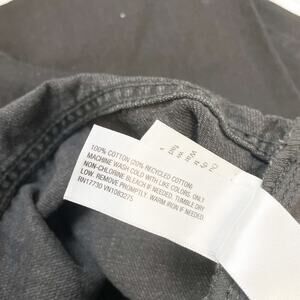 100% COTTON (20% RECYCLED COTTON)
MACHINE WASH COLD WITH LIKE COLORS. ONLY
NON-CHLORINE BLEACH IF NEEDED. TUMBLE DRY
LOW. REMOVE PROMPTLY. WARM IRON IF NEEDED.
RN17730 VN1083275